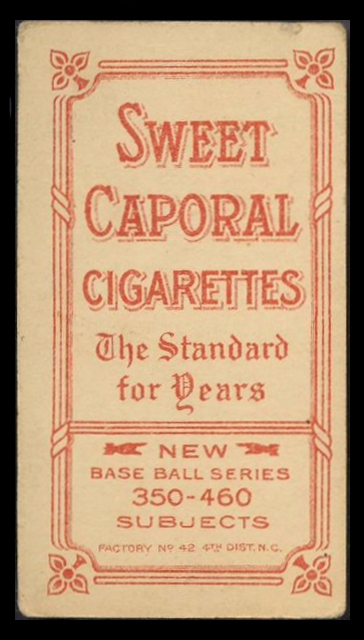 SWEET
CAPORAL
CIGARETTES
The Standard
for Years
NEW
BASE BALL SERIES
350-460
SUBJECTS
FACTORY Nº 42 4TH DIST. N.C.